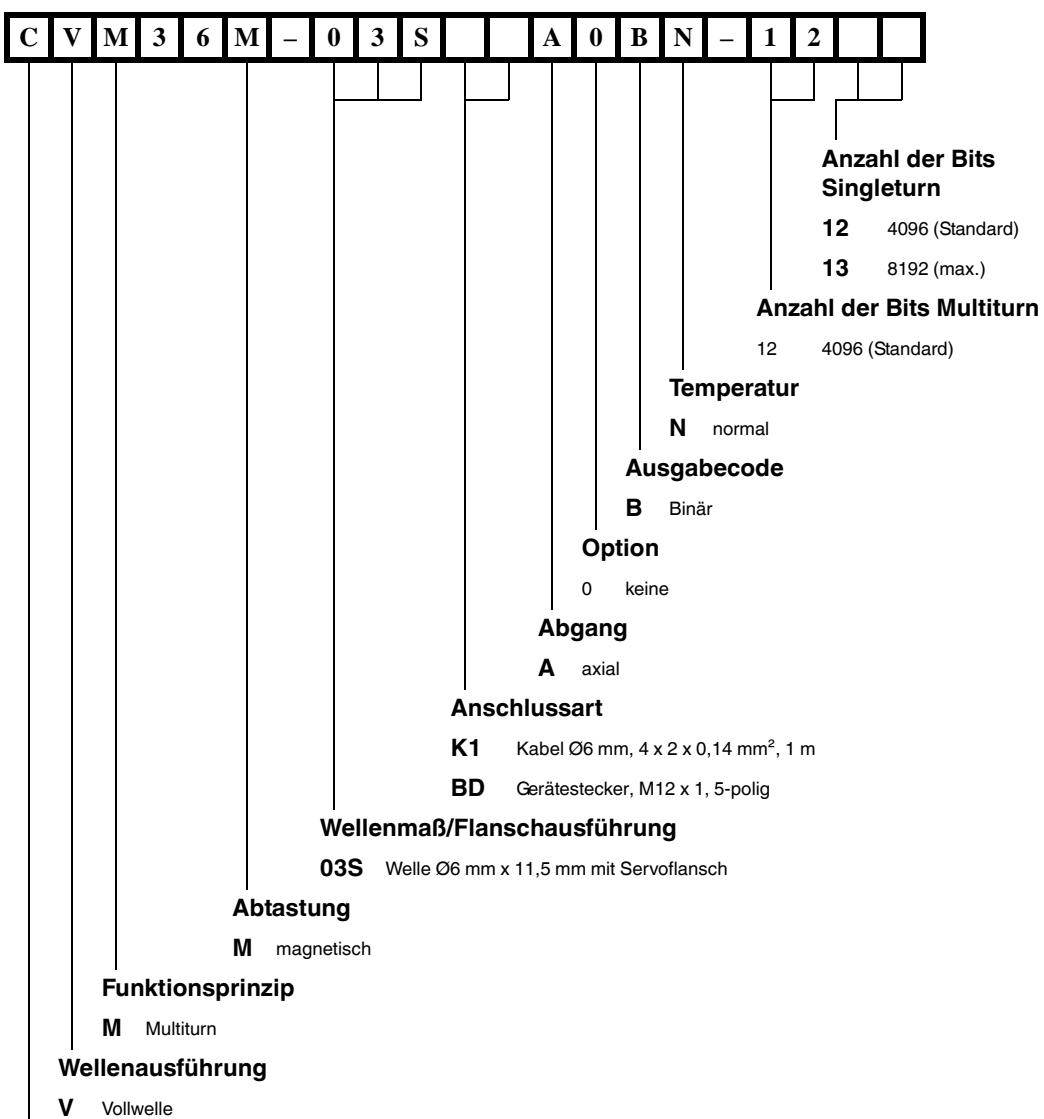 C V M 3 6 M – 0 3 S A 0 B N – 1 2
Anzahl der Bits
Singleturn
12 4096 (Standard)
13 8192 (max.)
Anzahl der Bits Multiturn
12 4096 (Standard)
Temperatur
N normal
Ausgabecode
B Binär
Option
0 keine
Abgang
A axial
Anschlussart
K1 Kabel Ø6 mm, 4 x 2 x 0,14 mm², 1 m
BD Gerätestecker, M12 x 1, 5-polig
Wellenmaß/Flanschausführung
03S Welle Ø6 mm x 11,5 mm mit Servoflansch
Abtastung
M magnetisch
Funktionsprinzip
M Multiturn
Wellenausführung
V Vollwelle